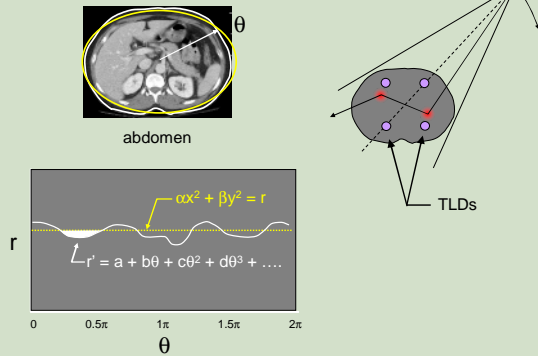 θ
abdomen
TLDs
αx² + βy² = r
r
r' = a + bθ + cθ² + dθ³ + ....
0 0.5π 1π 1.5π 2π
θ